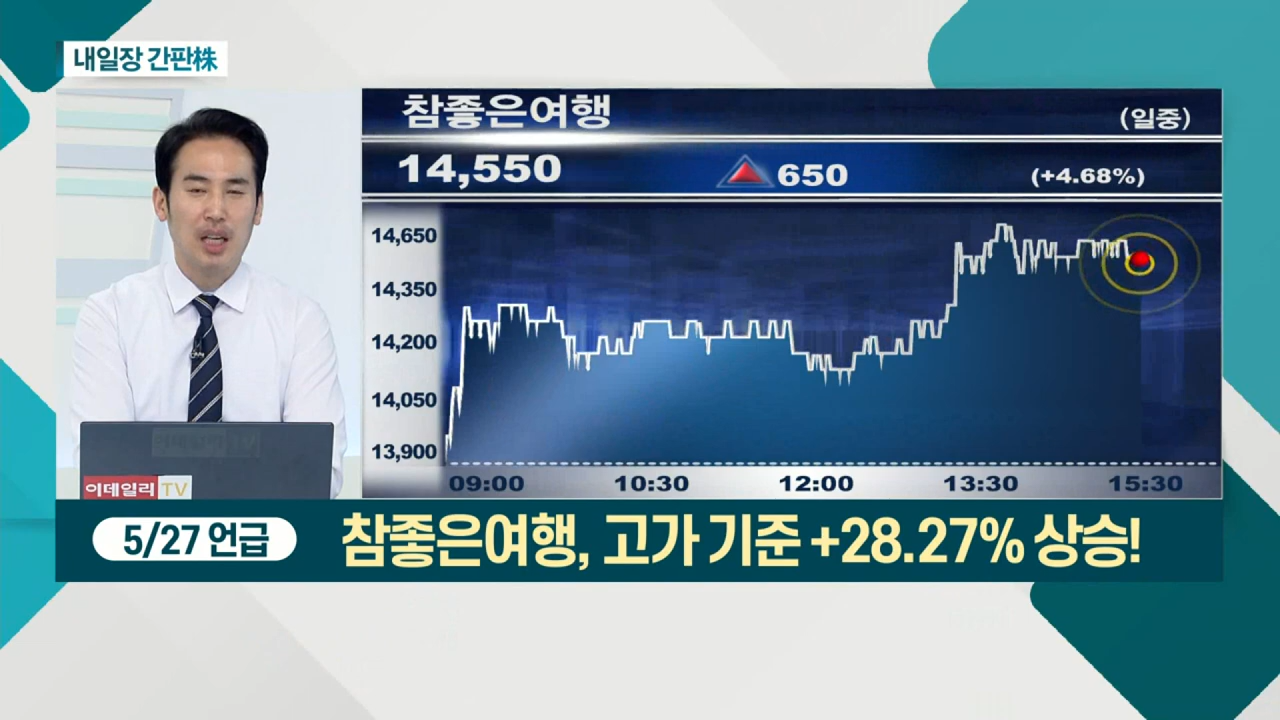 내일장 간판株
참좋은여행
(일중)
14,550
650
(+4.68%)
14,650
14,350
14,200
14,050
13,900
09:00 10:30 12:00 13:30 15:30
이데일리 TV
5/27 언급
참좋은여행, 고가 기준 +28.27% 상승!